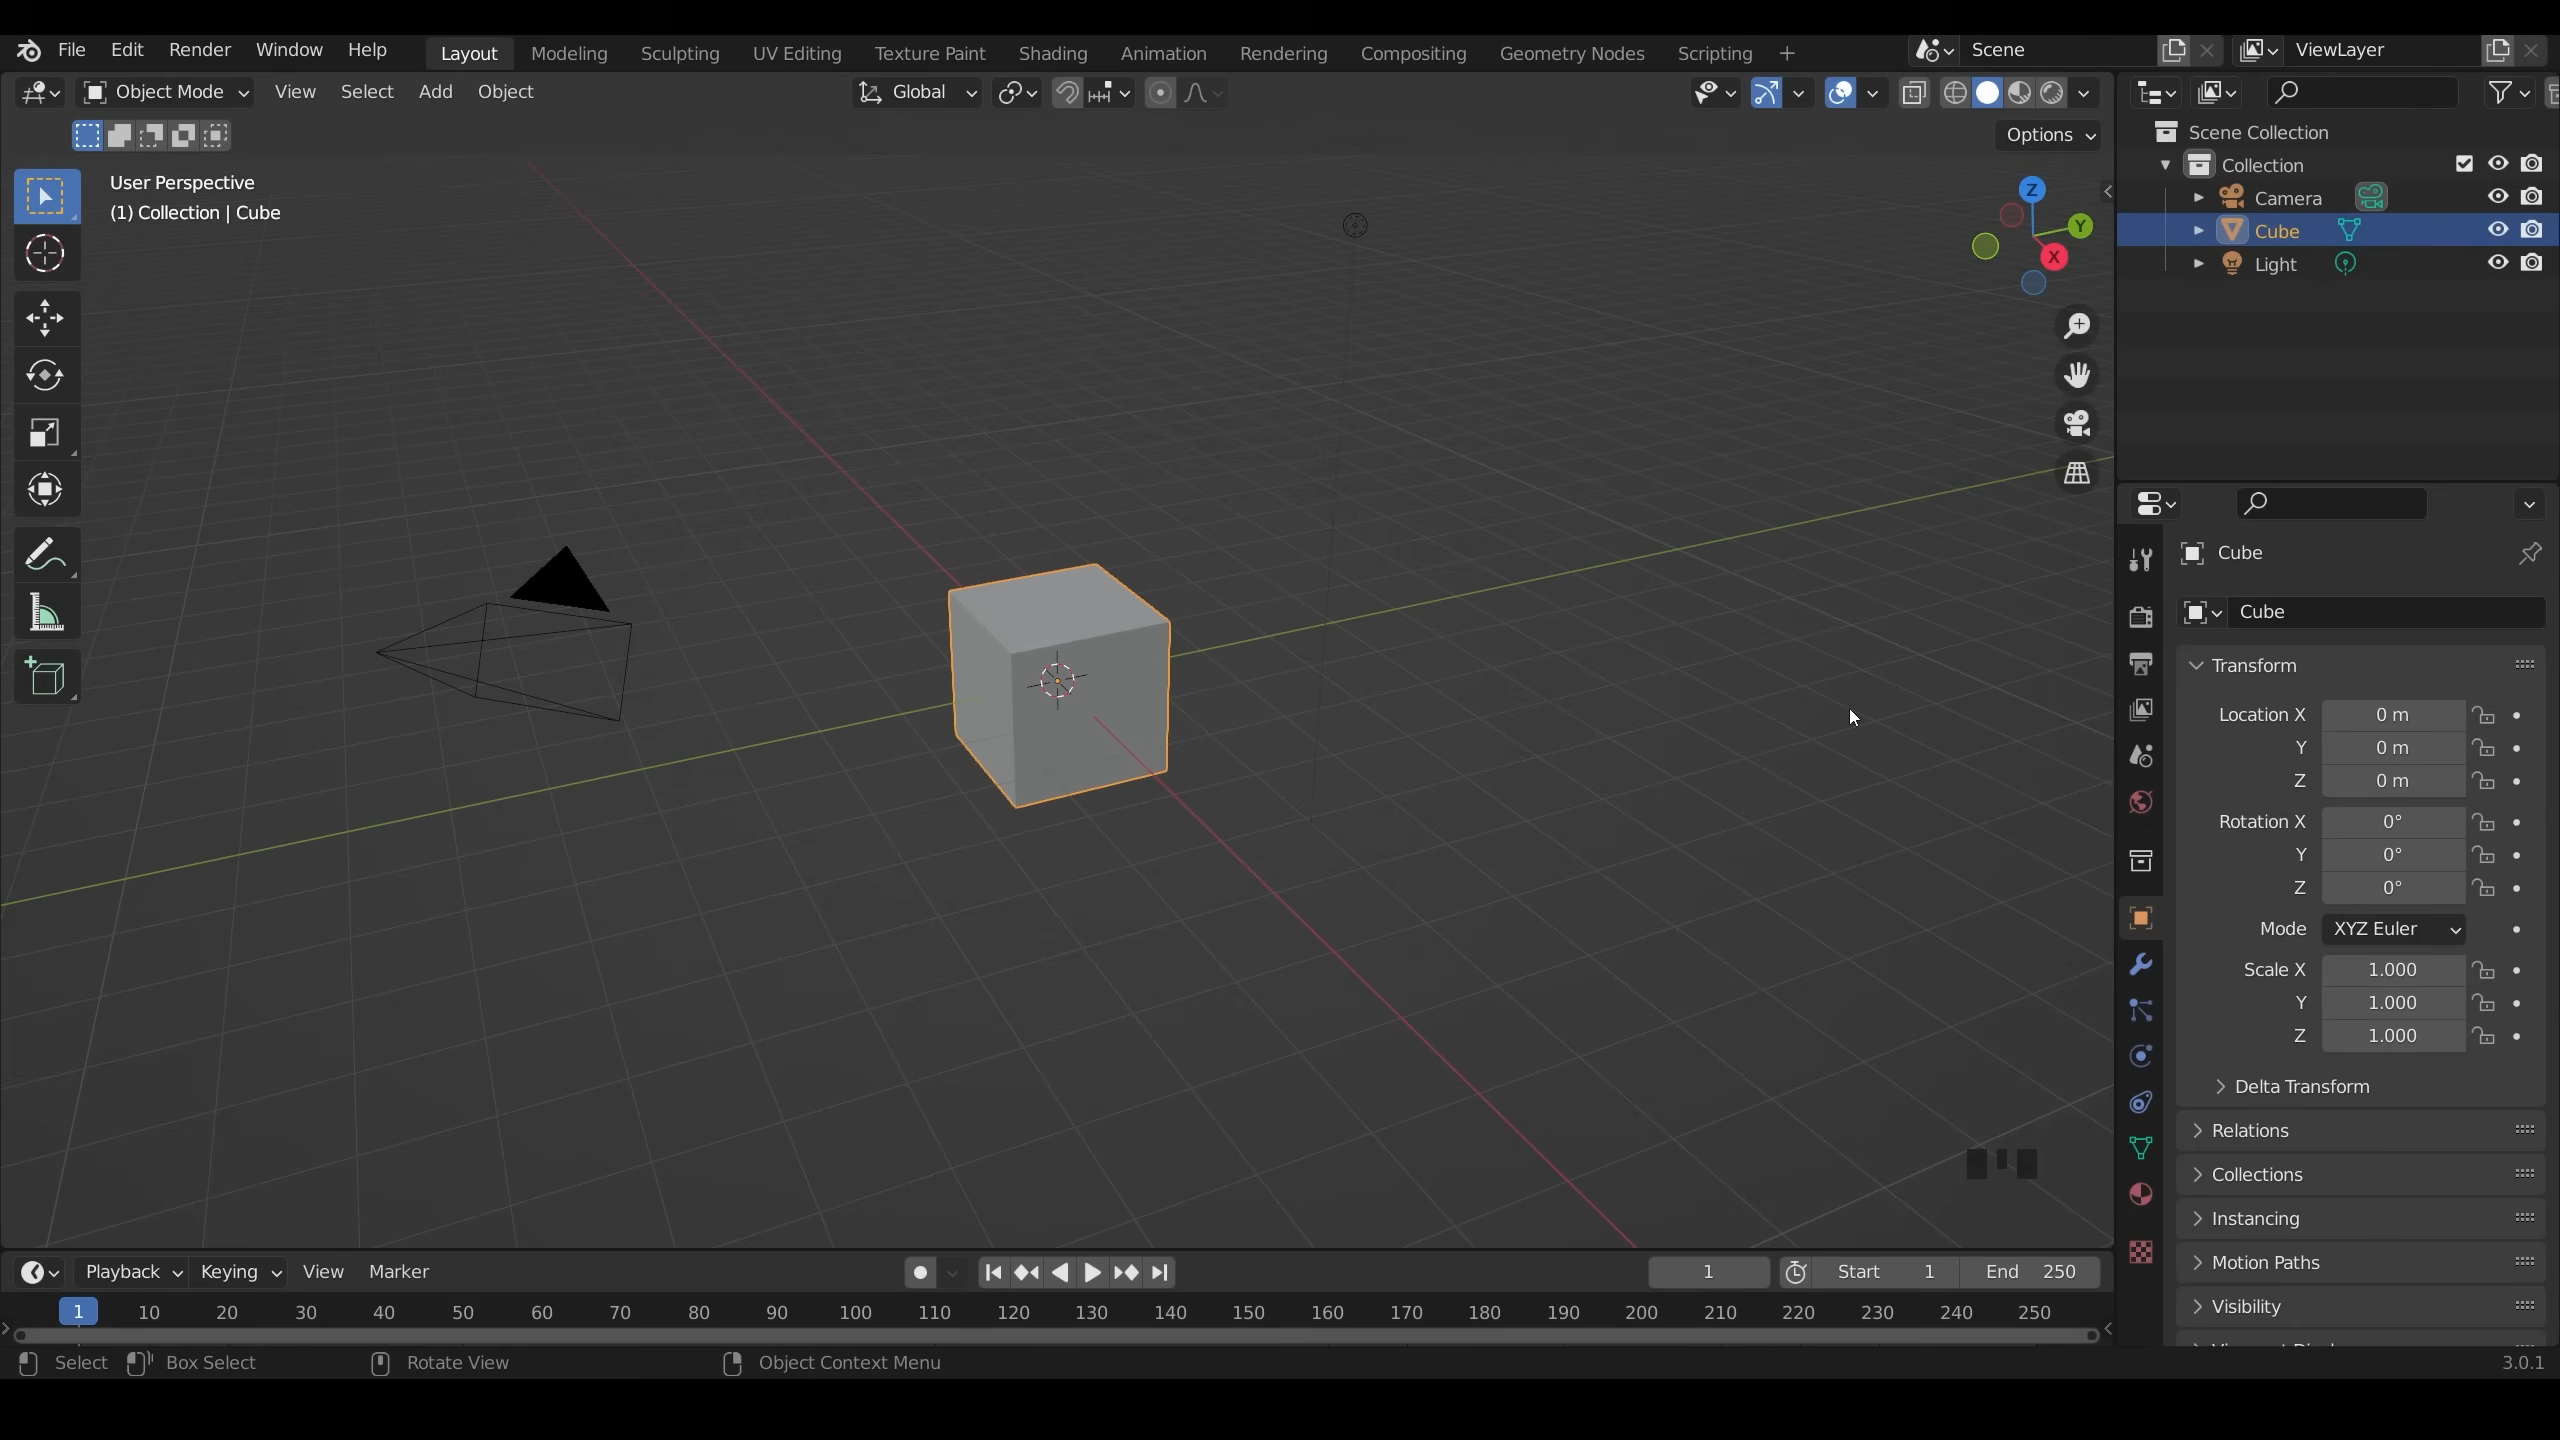 File Edit Render Window Help Layout Modeling Sculpting UV Editing Texture Paint Shading Animation Rendering Compositing Geometry Nodes Scripting + Scene ViewLayer
Object Mode View Select Add Object Global
Options
User Perspective
(1) Collection | Cube
Z
Y
X
Scene Collection
Collection
Camera
Cube
Light
Cube
Cube
Transform
Location X 0 m
Y 0 m
Z 0 m
Rotation X 0°
Y 0°
Z 0°
Mode XYZ Euler
Scale X 1.000
Y 1.000
Z 1.000
Delta Transform
Relations
Collections
Instancing
Motion Paths
Visibility
Playback Keying View Marker 1 Start 1 End 250
1 10 20 30 40 50 60 70 80 90 100 110 120 130 140 150 160 170 180 190 200 210 220 230 240 250
Select Box Select Rotate View Object Context Menu 3.0.1